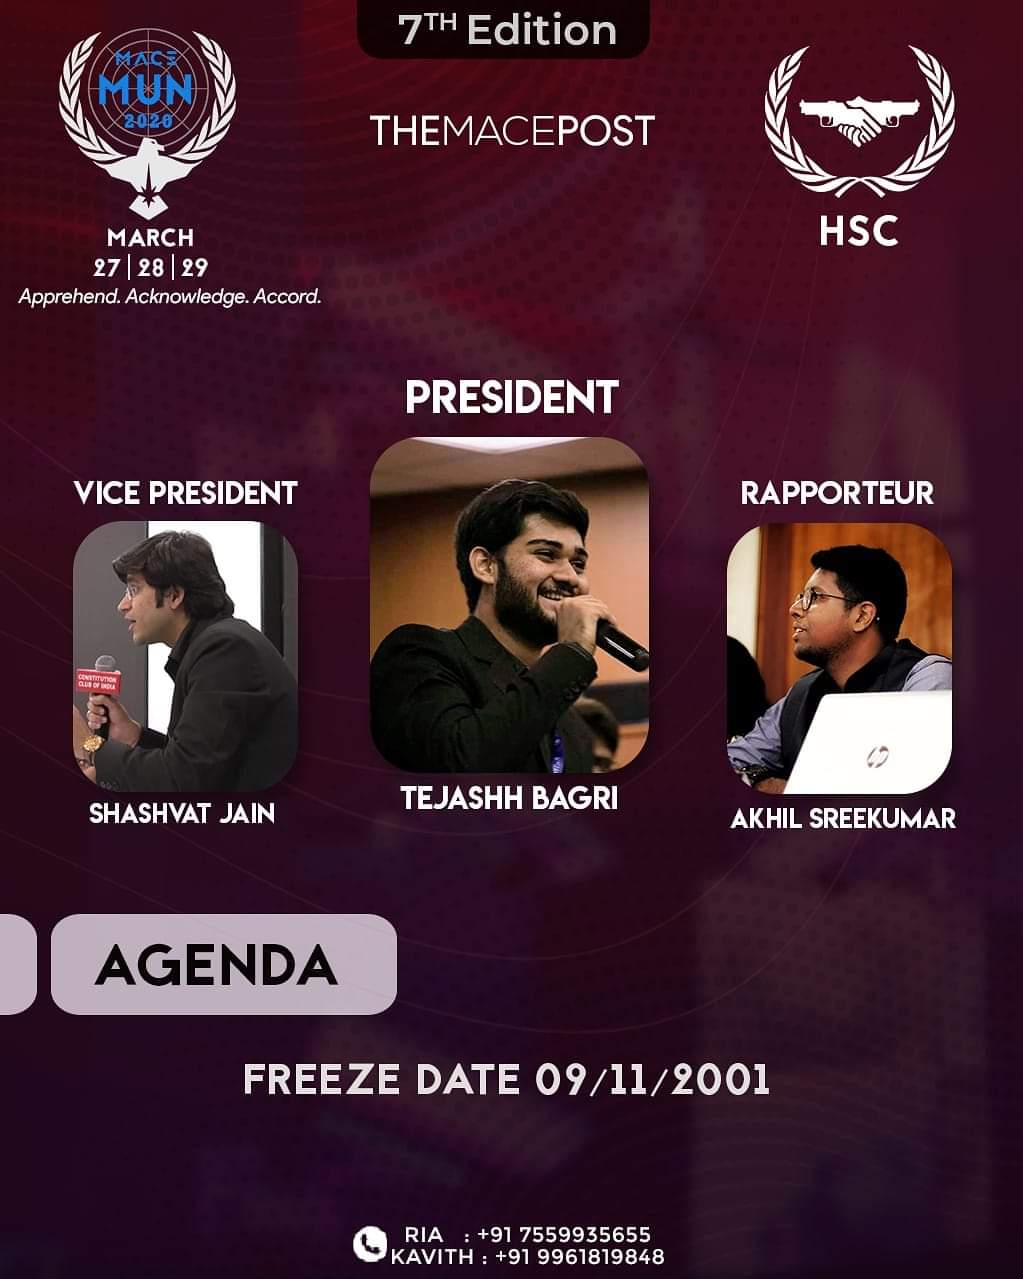 7TH Edition
MACE
MUN
2020
THEMACEPOST
HSC
MARCH
27|28|29
Apprehend. Acknowledge. Accord.
PRESIDENT
VICE PRESIDENT
RAPPORTEUR
CONSTITUTION
CLUB OF INDIA
hp
SHASHVAT JAIN
TEJASHH BAGRI
AKHIL SREEKUMAR
AGENDA
FREEZE DATE 09/11/2001
RIA : +91 7559935655
KAVITH : +91 9961819848